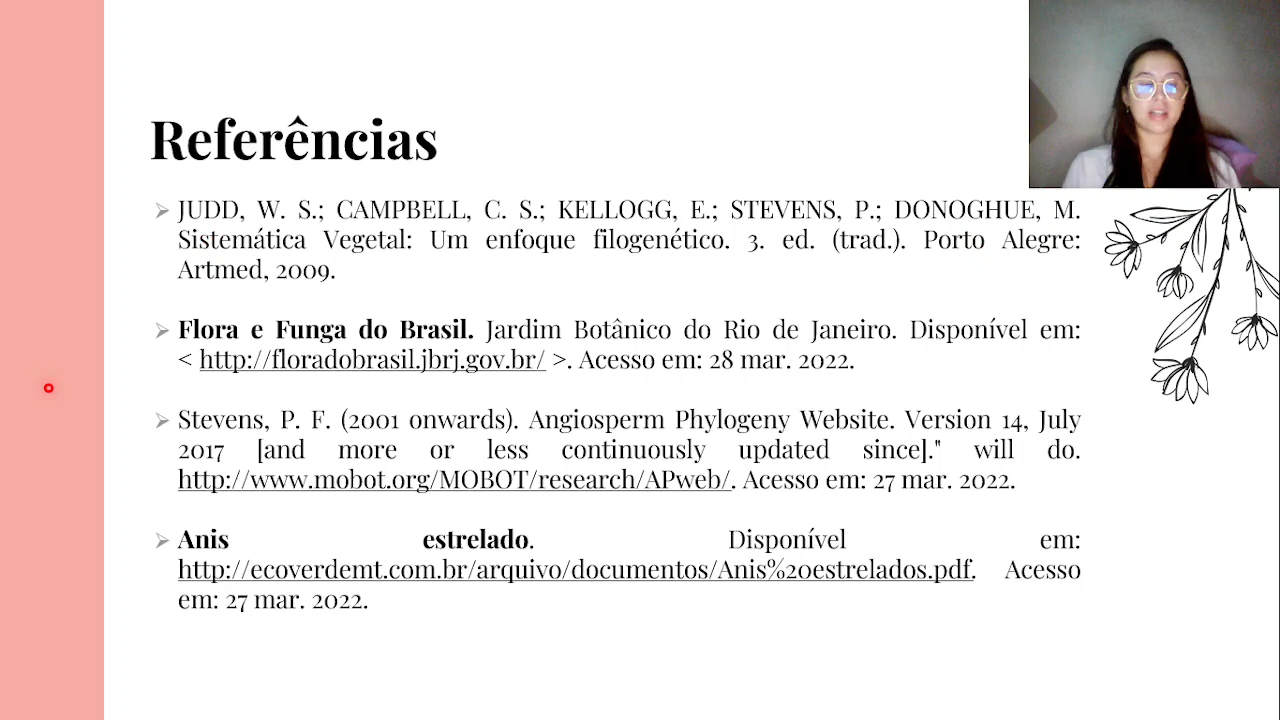 Referências
JUDD, W. S.; CAMPBELL, C. S.; KELLOGG, E.; STEVENS, P.; DONOGHUE, M.
Sistemática Vegetal: Um enfoque filogenético. 3. ed. (trad.). Porto Alegre:
Artmed, 2009.
Flora e Funga do Brasil. Jardim Botânico do Rio de Janeiro. Disponível em:
< http://floradobrasil.jbrj.gov.br/ >. Acesso em: 28 mar. 2022.
Stevens, P. F. (2001 onwards). Angiosperm Phylogeny Website. Version 14, July
2017 [and more or less continuously updated since]." will do.
http://www.mobot.org/MOBOT/research/APweb/. Acesso em: 27 mar. 2022.
Anis estrelado. Disponível em:
http://ecoverdemt.com.br/arquivo/documentos/Anis%20estrelados.pdf. Acesso
em: 27 mar. 2022.